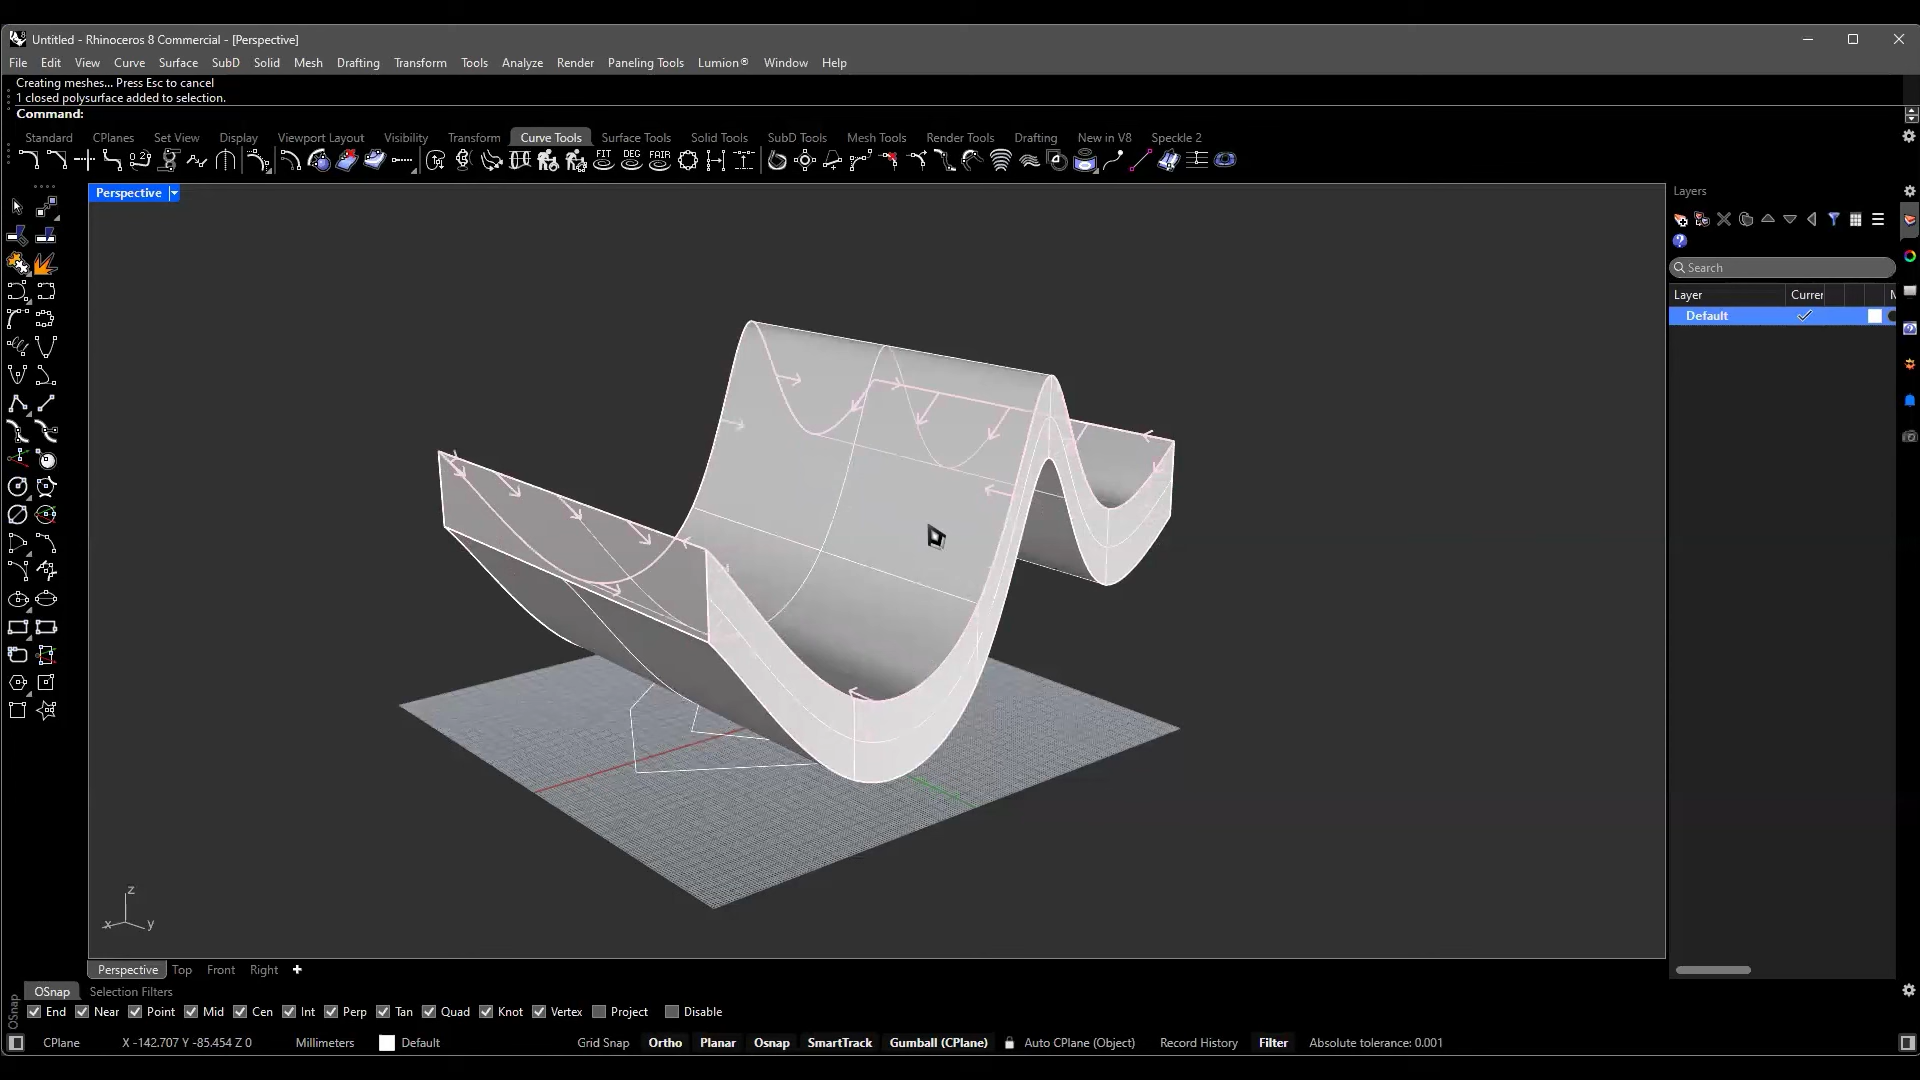 Untitled - Rhinoceros 8 Commercial - [Perspective]
File Edit View Curve Surface SubD Solid Mesh Drafting Transform Tools Analyze Render Paneling Tools Lumion® Window Help
Creating meshes... Press Esc to cancel
1 closed polysurface added to selection.
Command:
Standard CPlanes Set View Display Viewport Layout Visibility Transform Curve Tools Surface Tools Solid Tools SubD Tools Mesh Tools Render Tools Drafting New in V8 Speckle 2
FIT DEG FAIR
Perspective
Layers
Search
Layer Currer M
Default
z
x y
Perspective Top Front Right
OSnap Selection Filters
OSnap
End Near Point Mid Cen Int Perp Tan Quad Knot Vertex Project Disable
CPlane X -142.707 Y -85.454 Z 0 Millimeters Default Grid Snap Ortho Planar Osnap SmartTrack Gumball (CPlane) Auto CPlane (Object) Record History Filter Absolute tolerance: 0.001